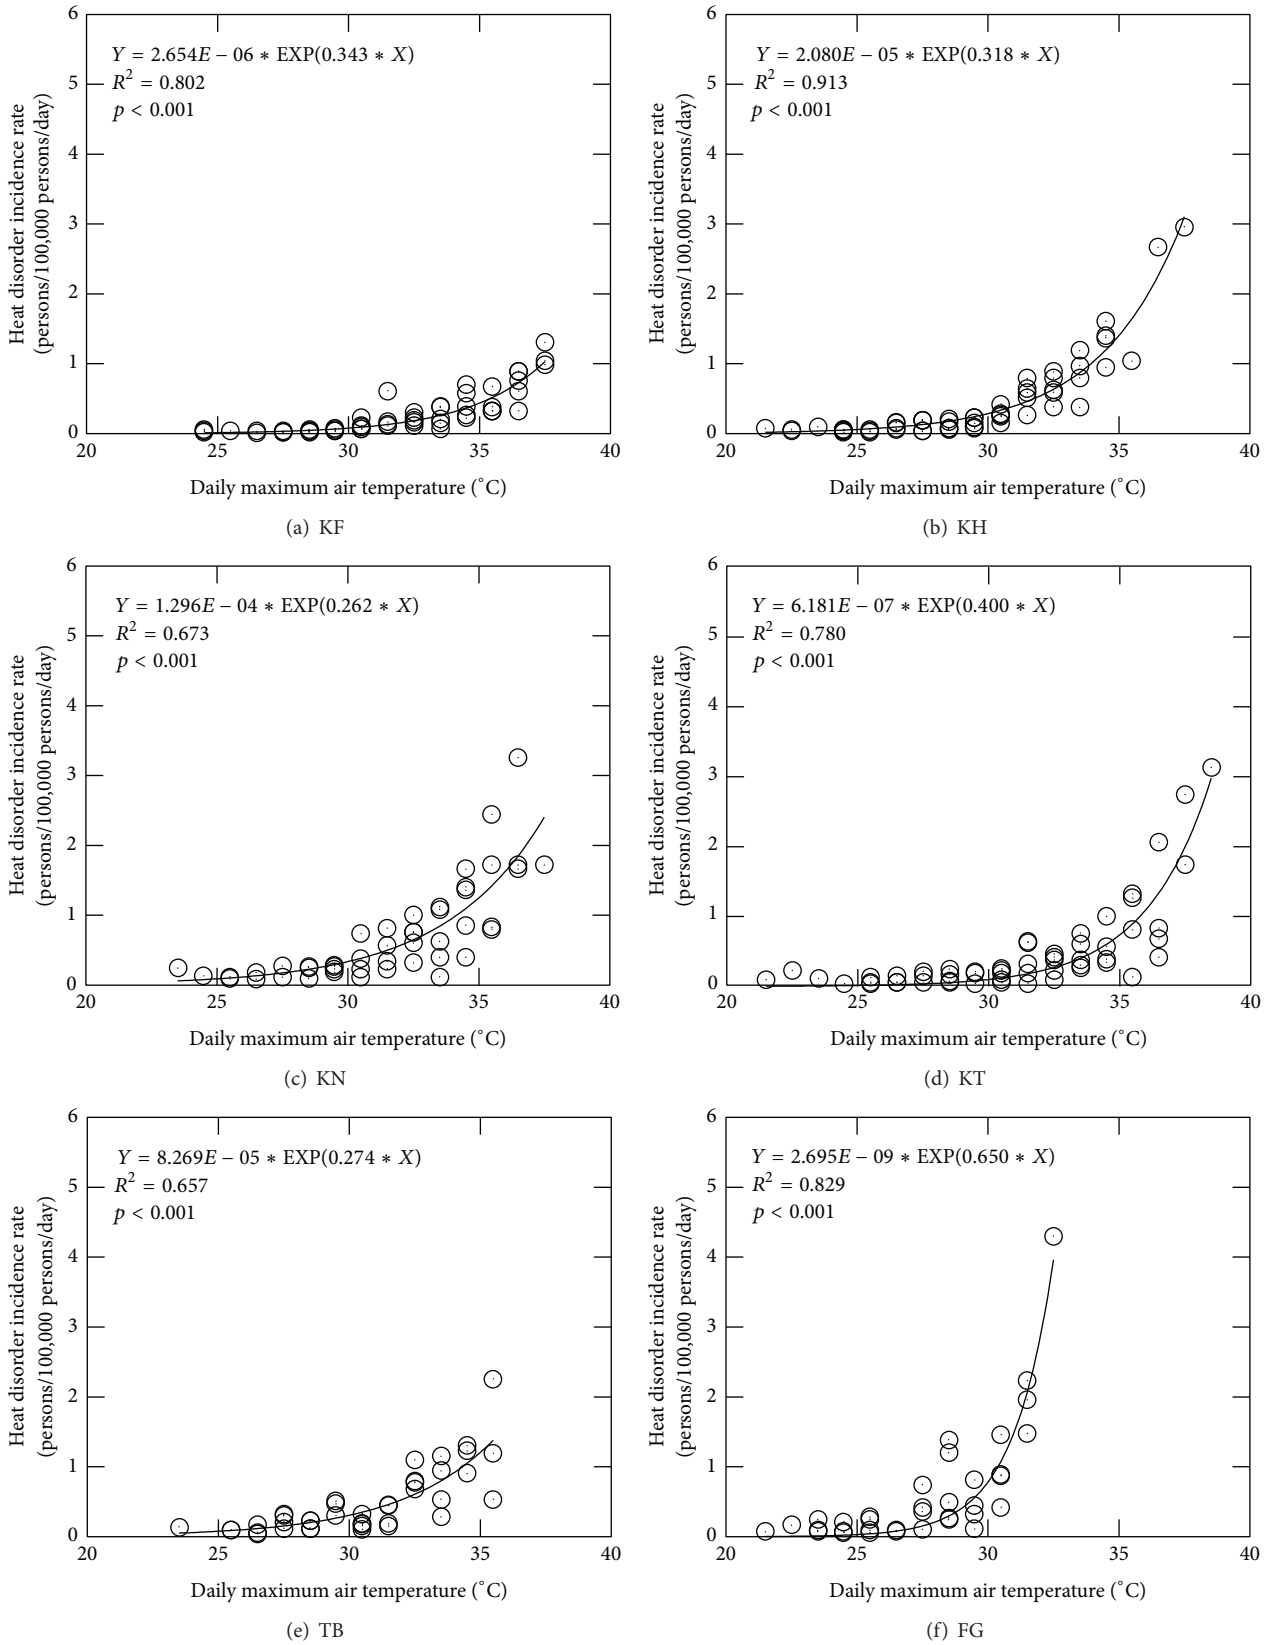 Heat disorder incidence rate
(persons/100,000 persons/day)
6
5
4
3
2
1
0
Y = 2.654E − 06 ∗ EXP(0.343 ∗ X)
R² = 0.802
p < 0.001
20 25 30 35 40
Daily maximum air temperature (°C)
(a) KF
Heat disorder incidence rate
(persons/100,000 persons/day)
6
5
4
3
2
1
0
Y = 2.080E − 05 ∗ EXP(0.318 ∗ X)
R² = 0.913
p < 0.001
20 25 30 35 40
Daily maximum air temperature (°C)
(b) KH
Heat disorder incidence rate
(persons/100,000 persons/day)
6
5
4
3
2
1
0
Y = 1.296E − 04 ∗ EXP(0.262 ∗ X)
R² = 0.673
p < 0.001
20 25 30 35 40
Daily maximum air temperature (°C)
(c) KN
Heat disorder incidence rate
(persons/100,000 persons/day)
6
5
4
3
2
1
0
Y = 6.181E − 07 ∗ EXP(0.400 ∗ X)
R² = 0.780
p < 0.001
20 25 30 35 40
Daily maximum air temperature (°C)
(d) KT
Heat disorder incidence rate
(persons/100,000 persons/day)
6
5
4
3
2
1
0
Y = 8.269E − 05 ∗ EXP(0.274 ∗ X)
R² = 0.657
p < 0.001
20 25 30 35 40
Daily maximum air temperature (°C)
(e) TB
Heat disorder incidence rate
(persons/100,000 persons/day)
6
5
4
3
2
1
0
Y = 2.695E − 09 ∗ EXP(0.650 ∗ X)
R² = 0.829
p < 0.001
20 25 30 35 40
Daily maximum air temperature (°C)
(f) FG